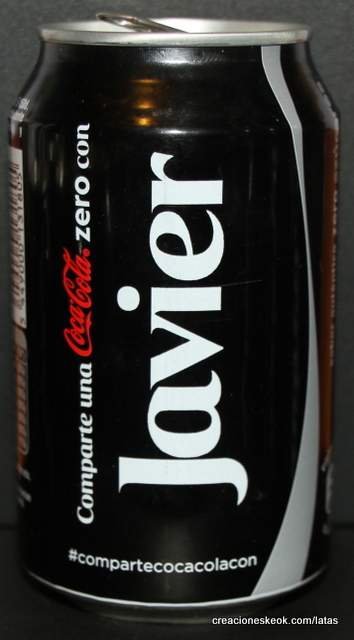 Comparte una Coca-Cola zero con
Javier
#compartecocacolacon
creacioneskeok.com/latas